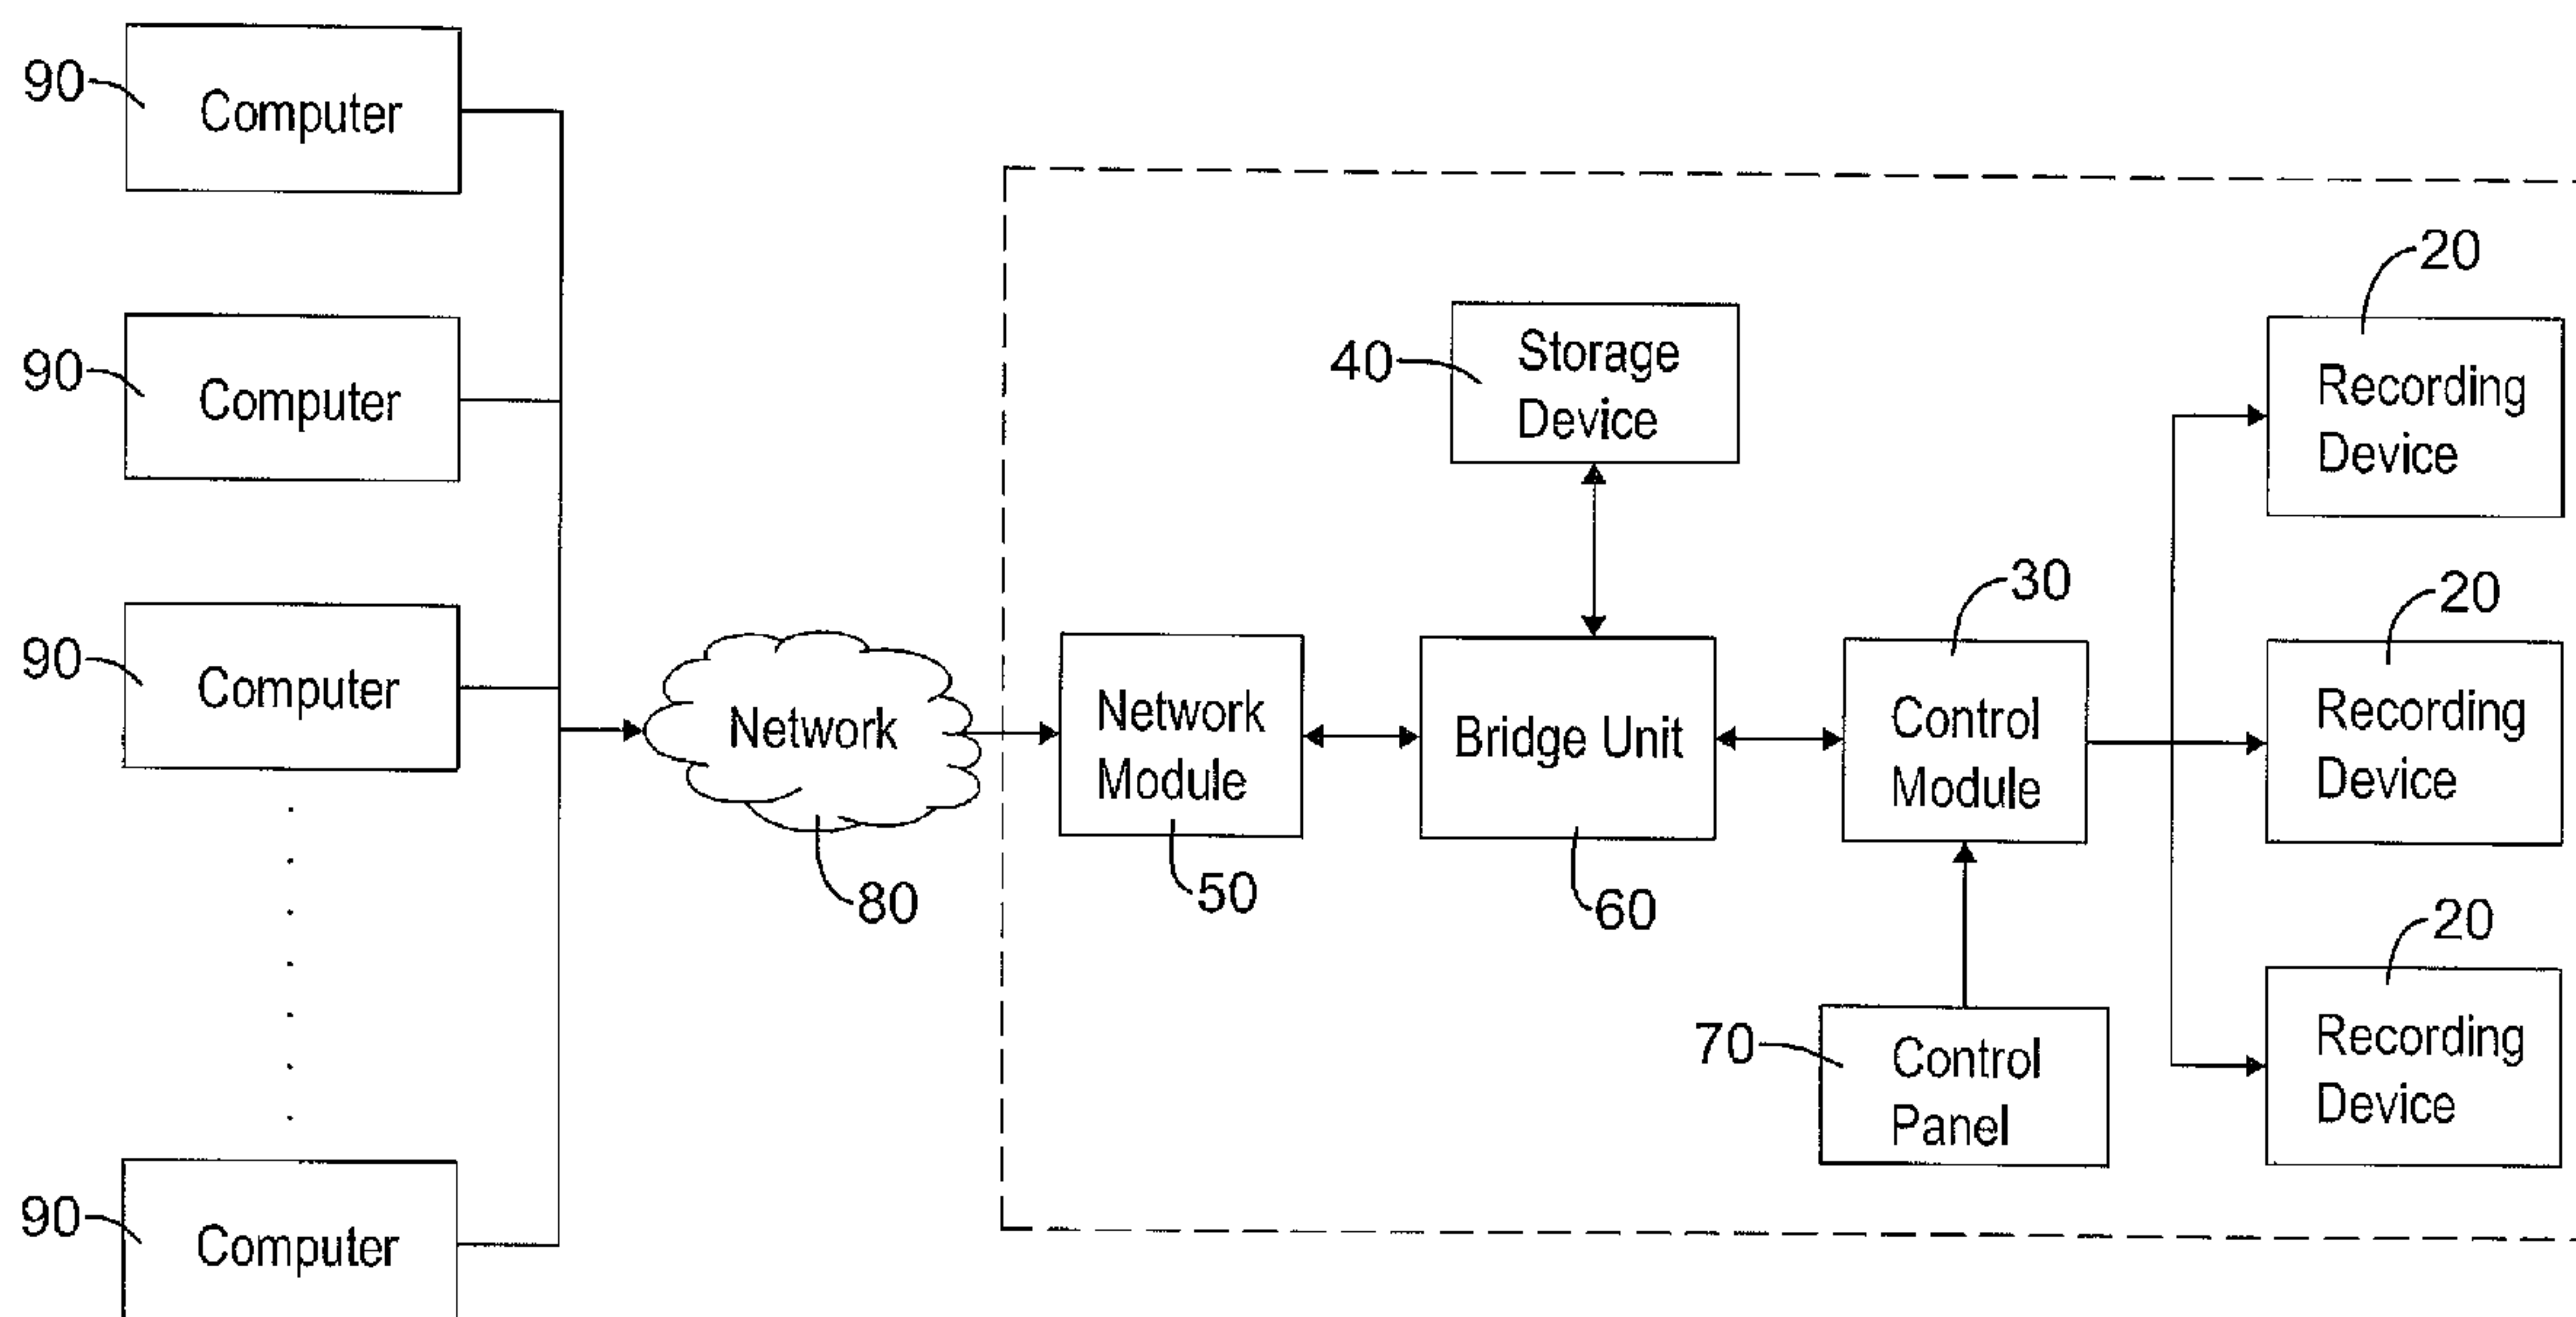 90
Computer
90
Computer
90
Computer
90
Computer
Network
80
Network
Module
50
Storage
Device
40
Bridge Unit
60
30
Control
Module
70
Control
Panel
20
Recording
Device
20
Recording
Device
20
Recording
Device